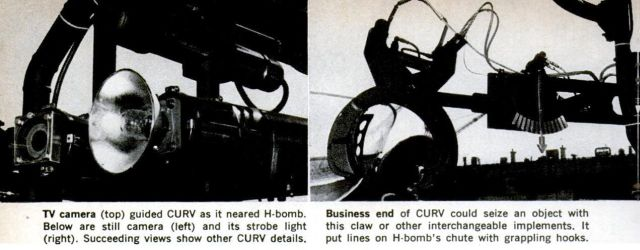 TV camera (top) guided CURV as it neared H-bomb.
Below are still camera (left) and its strobe light
(right). Succeeding views show other CURV details,
Business end of CURV could seize an object with
this claw or other interchangeable implements. It
put lines on H-bomb's chute with grappling hooks.